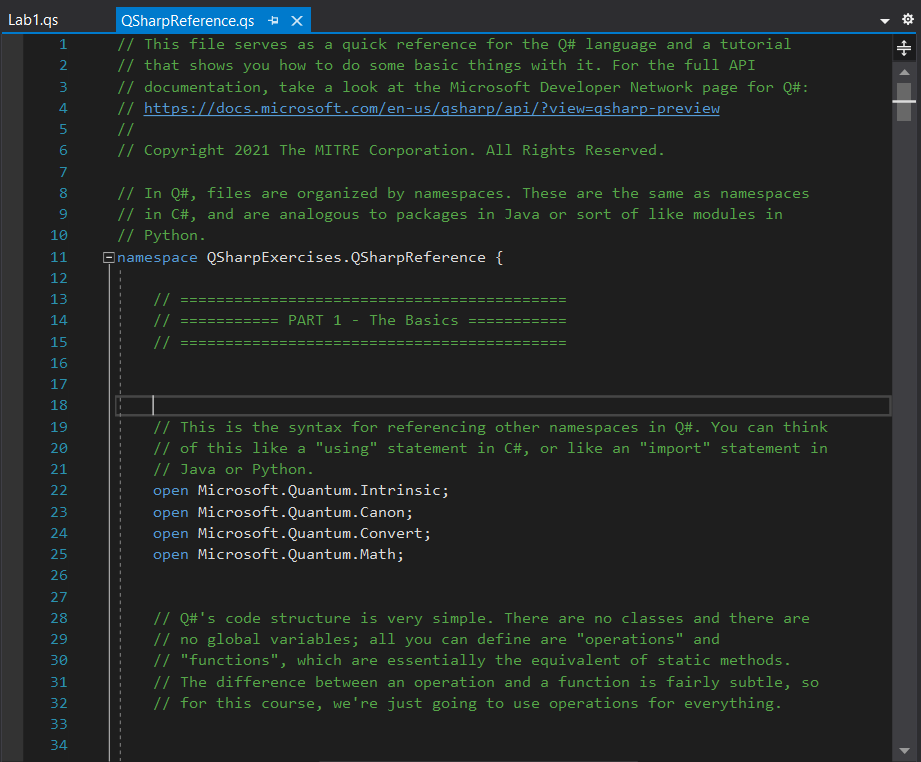 Lab1.qs
QSharpReference.qs
1 // This file serves as a quick reference for the Q# language and a tutorial
2 // that shows you how to do some basic things with it. For the full API
3 // documentation, take a look at the Microsoft Developer Network page for Q#:
4 // https://docs.microsoft.com/en-us/qsharp/api/?view=qsharp-preview
5 //
6 // Copyright 2021 The MITRE Corporation. All Rights Reserved.
7
8 // In Q#, files are organized by namespaces. These are the same as namespaces
9 // in C#, and are analogous to packages in Java or sort of like modules in
10 // Python.
11 namespace QSharpExercises.QSharpReference {
12
13 // ===========================================
14 // =========== PART 1 - The Basics ===========
15 // ===========================================
16
17
18
19 // This is the syntax for referencing other namespaces in Q#. You can think
20 // of this like a "using" statement in C#, or like an "import" statement in
21 // Java or Python.
22 open Microsoft.Quantum.Intrinsic;
23 open Microsoft.Quantum.Canon;
24 open Microsoft.Quantum.Convert;
25 open Microsoft.Quantum.Math;
26
27
28 // Q#'s code structure is very simple. There are no classes and there are
29 // no global variables; all you can define are "operations" and
30 // "functions", which are essentially the equivalent of static methods.
31 // The difference between an operation and a function is fairly subtle, so
32 // for this course, we're just going to use operations for everything.
33
34